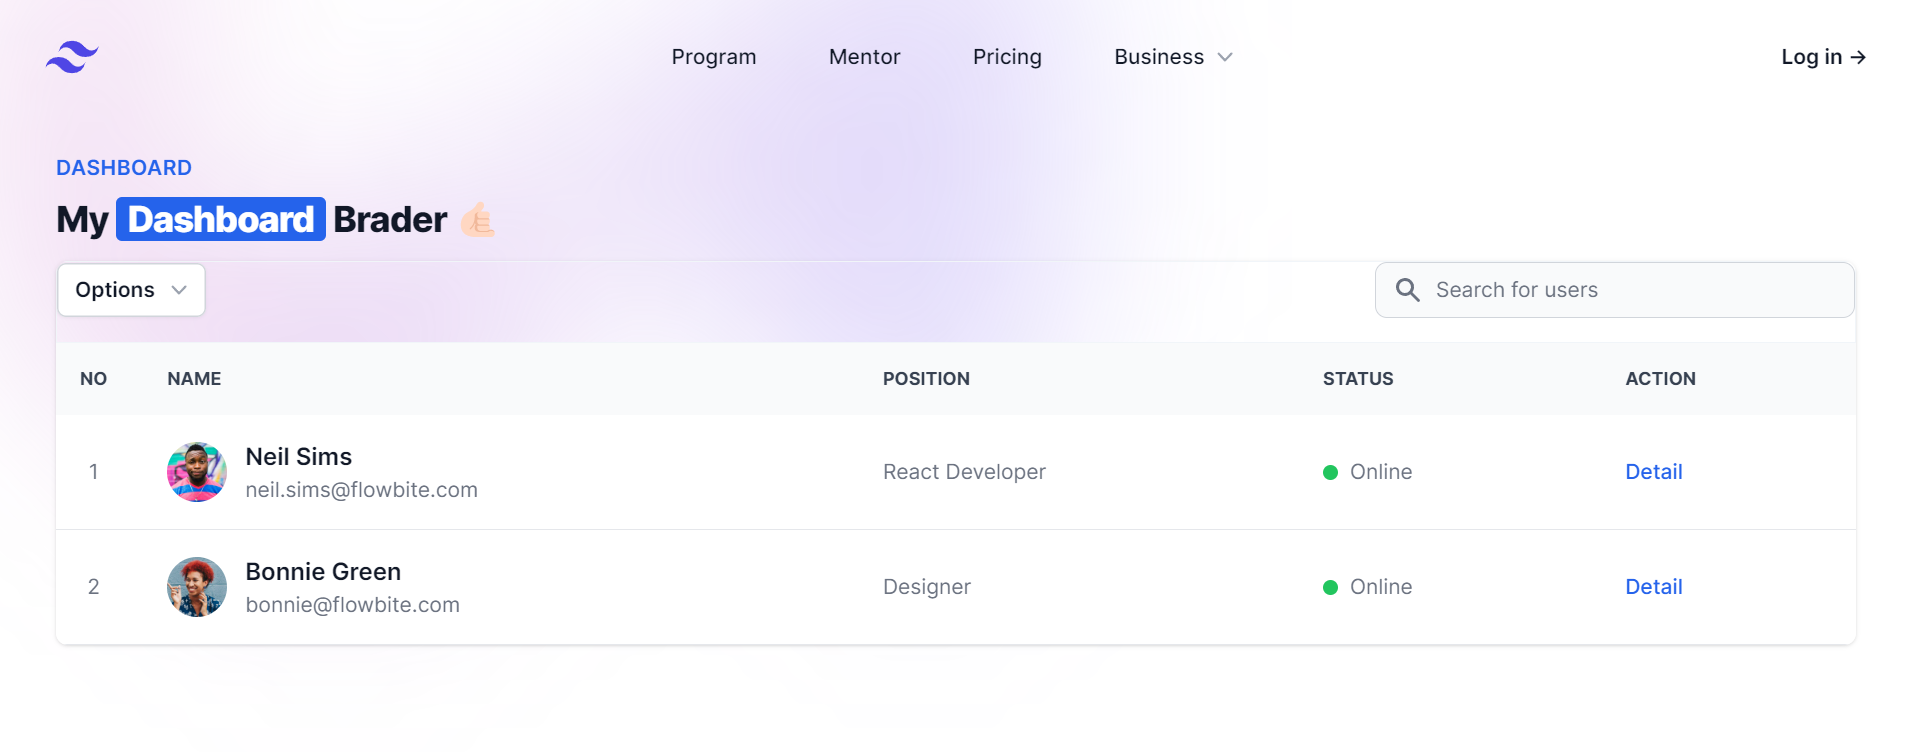 Program Mentor Pricing Business Log in →
DASHBOARD
My Dashboard Brader 🤙🏻
Options Search for users
NO NAME POSITION STATUS ACTION
1 Neil Sims React Developer Online Detail
neil.sims@flowbite.com
2 Bonnie Green Designer Online Detail
bonnie@flowbite.com